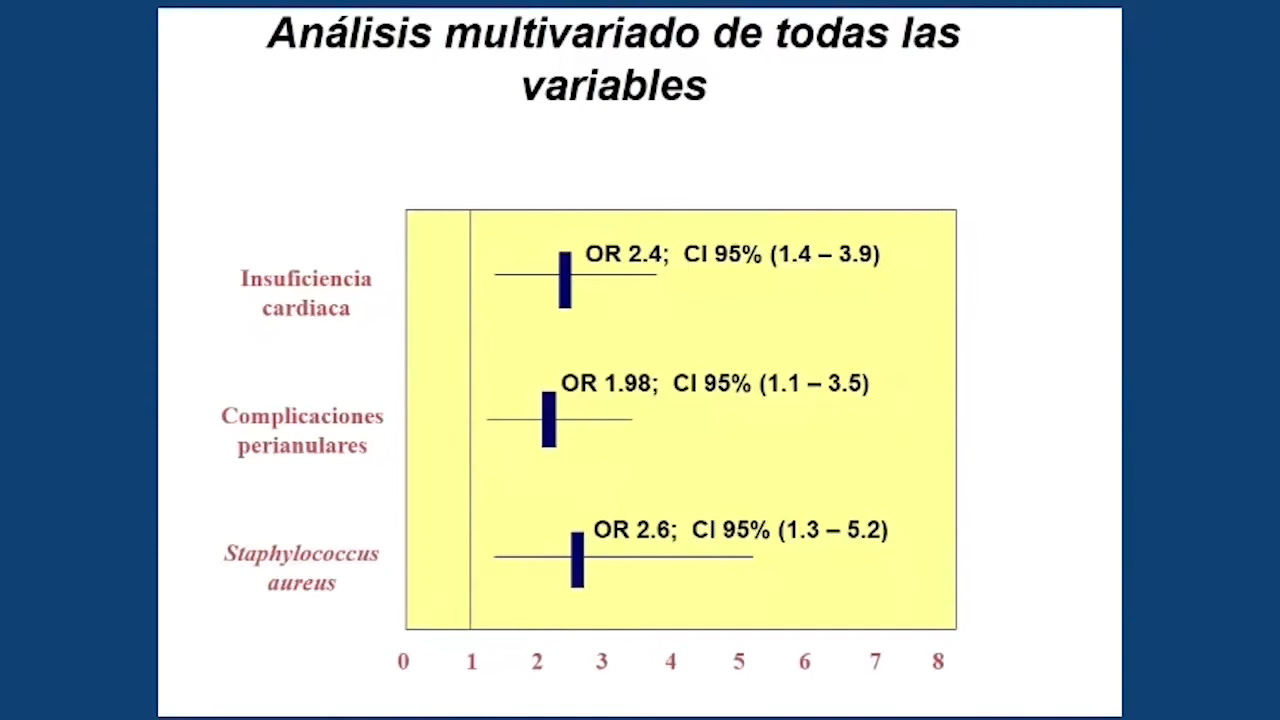 Análisis multivariado de todas las
variables
OR 2.4; CI 95% (1.4 – 3.9)
Insuficiencia
cardiaca
OR 1.98; CI 95% (1.1 – 3.5)
Complicaciones
perianulares
OR 2.6; CI 95% (1.3 – 5.2)
Staphylococcus
aureus
0 1 2 3 4 5 6 7 8